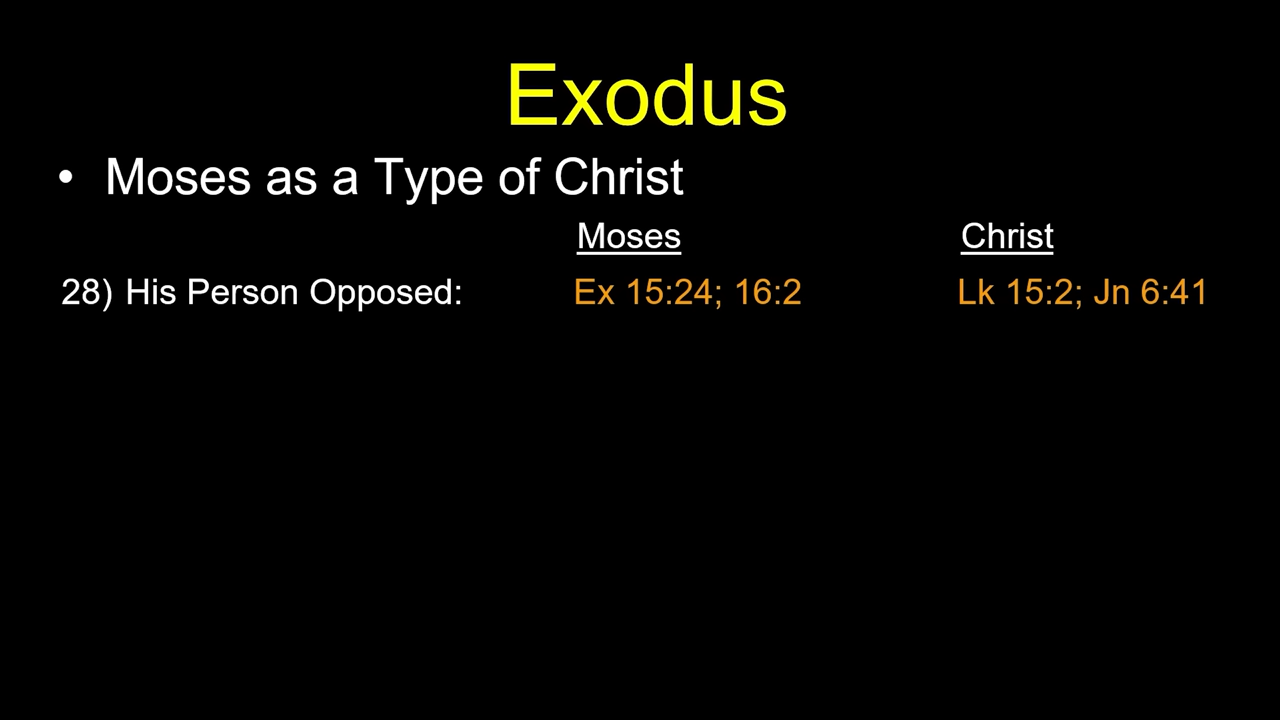 Exodus
• Moses as a Type of Christ
Moses Christ
28) His Person Opposed: Ex 15:24; 16:2 Lk 15:2; Jn 6:41